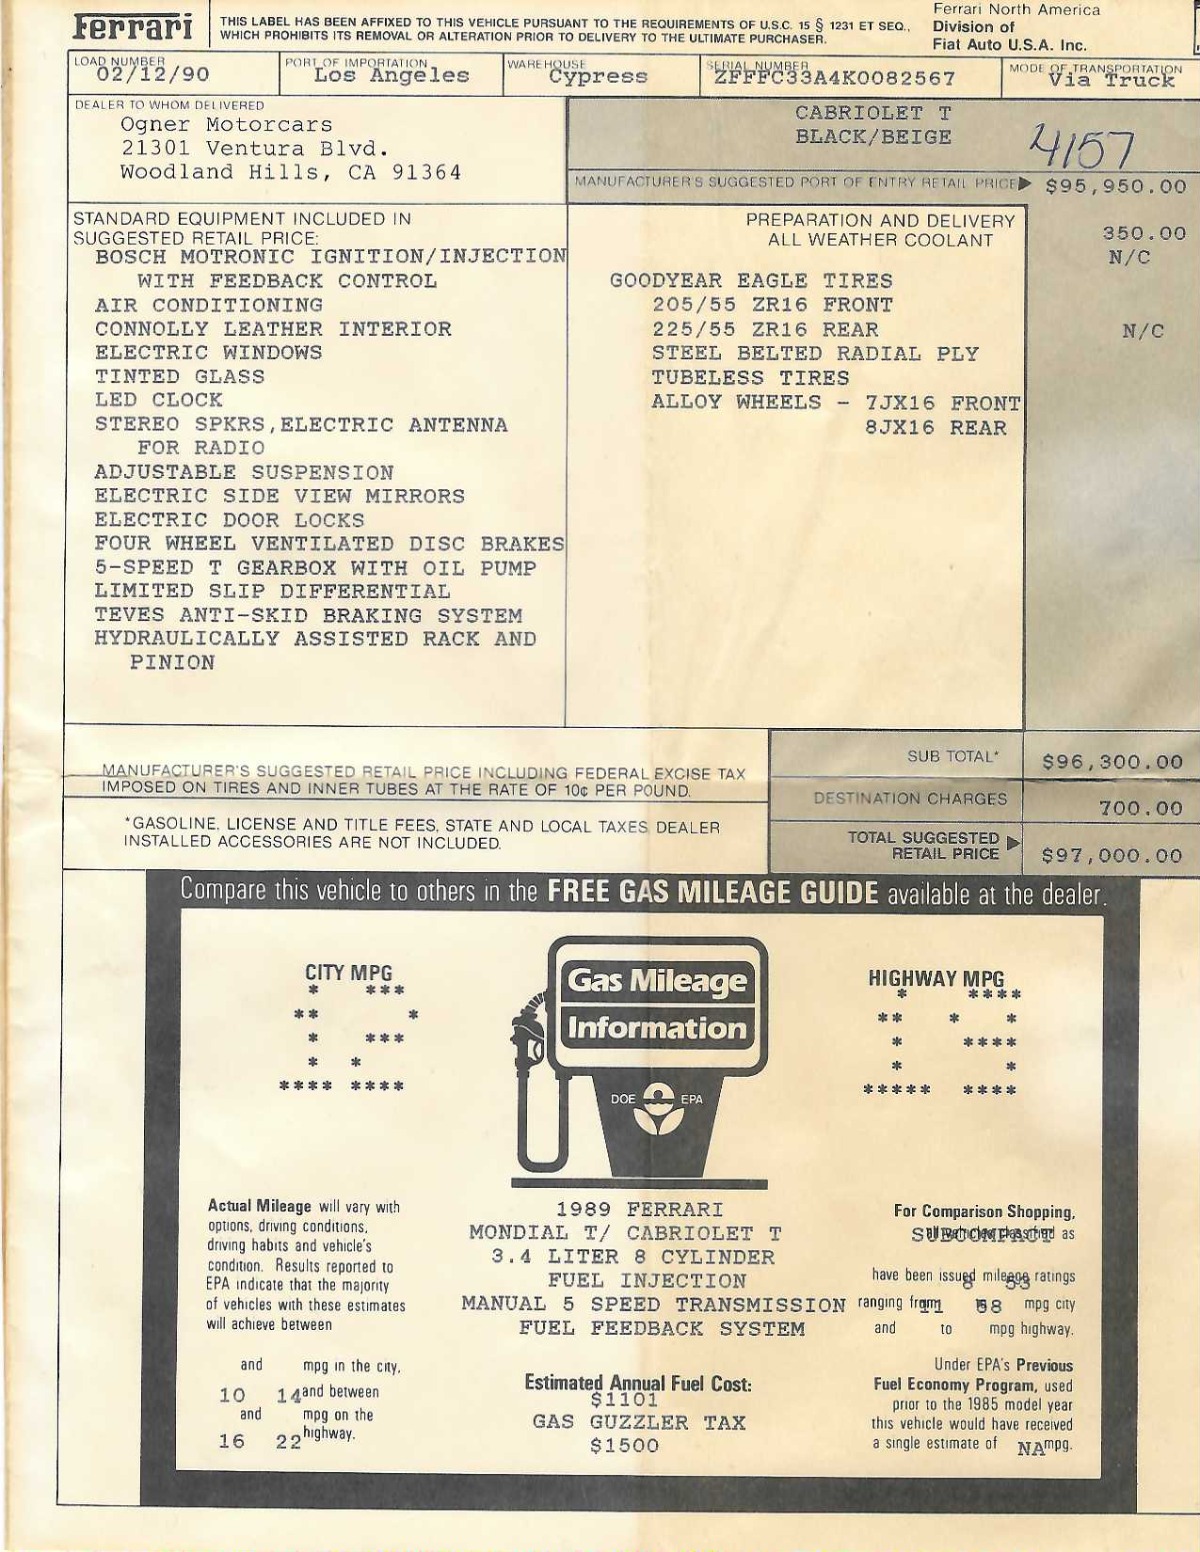 Ferrari
THIS LABEL HAS BEEN AFFIXED TO THIS VEHICLE PURSUANT TO THE REQUIREMENTS OF U.S.C. 15 § 1231 ET SEQ.,
WHICH PROHIBITS ITS REMOVAL OR ALTERATION PRIOR TO DELIVERY TO THE ULTIMATE PURCHASER.
Ferrari North America
Division of
Fiat Auto U.S.A. Inc.
LOAD NUMBER
02/12/90
PORT OF IMPORTATION
Los Angeles
WAREHOUSE
Cypress
SERIAL NUMBER
ZFFFC33A4K0082567
MODE OF TRANSPORTATION
Via Truck
DEALER TO WHOM DELIVERED
Ogner Motorcars
21301 Ventura Blvd.
Woodland Hills, CA 91364
CABRIOLET T
BLACK/BEIGE
4157
MANUFACTURER'S SUGGESTED PORT OF ENTRY RETAIL PRICE ▶ $95,950.00
STANDARD EQUIPMENT INCLUDED IN
SUGGESTED RETAIL PRICE:
BOSCH MOTRONIC IGNITION/INJECTION
WITH FEEDBACK CONTROL
AIR CONDITIONING
CONNOLLY LEATHER INTERIOR
ELECTRIC WINDOWS
TINTED GLASS
LED CLOCK
STEREO SPKRS,ELECTRIC ANTENNA
FOR RADIO
ADJUSTABLE SUSPENSION
ELECTRIC SIDE VIEW MIRRORS
ELECTRIC DOOR LOCKS
FOUR WHEEL VENTILATED DISC BRAKES
5-SPEED T GEARBOX WITH OIL PUMP
LIMITED SLIP DIFFERENTIAL
TEVES ANTI-SKID BRAKING SYSTEM
HYDRAULICALLY ASSISTED RACK AND
PINION
PREPARATION AND DELIVERY 350.00
ALL WEATHER COOLANT N/C
GOODYEAR EAGLE TIRES
205/55 ZR16 FRONT
225/55 ZR16 REAR N/C
STEEL BELTED RADIAL PLY
TUBELESS TIRES
ALLOY WHEELS - 7JX16 FRONT
8JX16 REAR
MANUFACTURER'S SUGGESTED RETAIL PRICE INCLUDING FEDERAL EXCISE TAX
IMPOSED ON TIRES AND INNER TUBES AT THE RATE OF 10¢ PER POUND.
*GASOLINE, LICENSE AND TITLE FEES, STATE AND LOCAL TAXES, DEALER
INSTALLED ACCESSORIES ARE NOT INCLUDED.
SUB TOTAL* $96,300.00
DESTINATION CHARGES 700.00
TOTAL SUGGESTED
RETAIL PRICE ▶ $97,000.00
Compare this vehicle to others in the FREE GAS MILEAGE GUIDE available at the dealer.
CITY MPG
12
Gas Mileage
Information
DOE EPA
HIGHWAY MPG
19
Actual Mileage will vary with
options, driving conditions,
driving habits and vehicle's
condition. Results reported to
EPA indicate that the majority
of vehicles with these estimates
will achieve between
and mpg in the city,
10 14 and between
and mpg on the
16 22 highway.
1989 FERRARI
MONDIAL T/ CABRIOLET T
3.4 LITER 8 CYLINDER
FUEL INJECTION
MANUAL 5 SPEED TRANSMISSION
FUEL FEEDBACK SYSTEM
Estimated Annual Fuel Cost:
$1101
GAS GUZZLER TAX
$1500
For Comparison Shopping,
all vehicles classified as
SUBCOMPACT
have been issued mileage ratings
8 53
ranging from mpg city
11 58
and to mpg highway.
Under EPA's Previous
Fuel Economy Program, used
prior to the 1985 model year
this vehicle would have received
a single estimate of NA mpg.